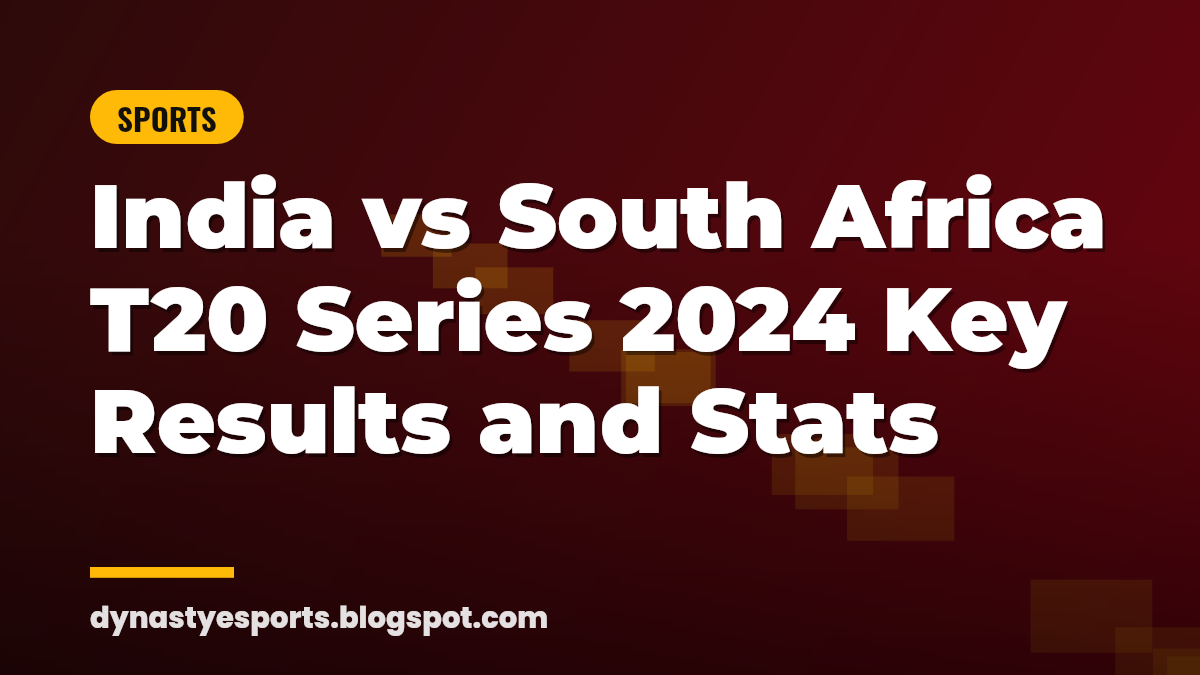 SPORTS
India vs South Africa
T20 Series 2024 Key
Results and Stats
dynastyesports.blogspot.com